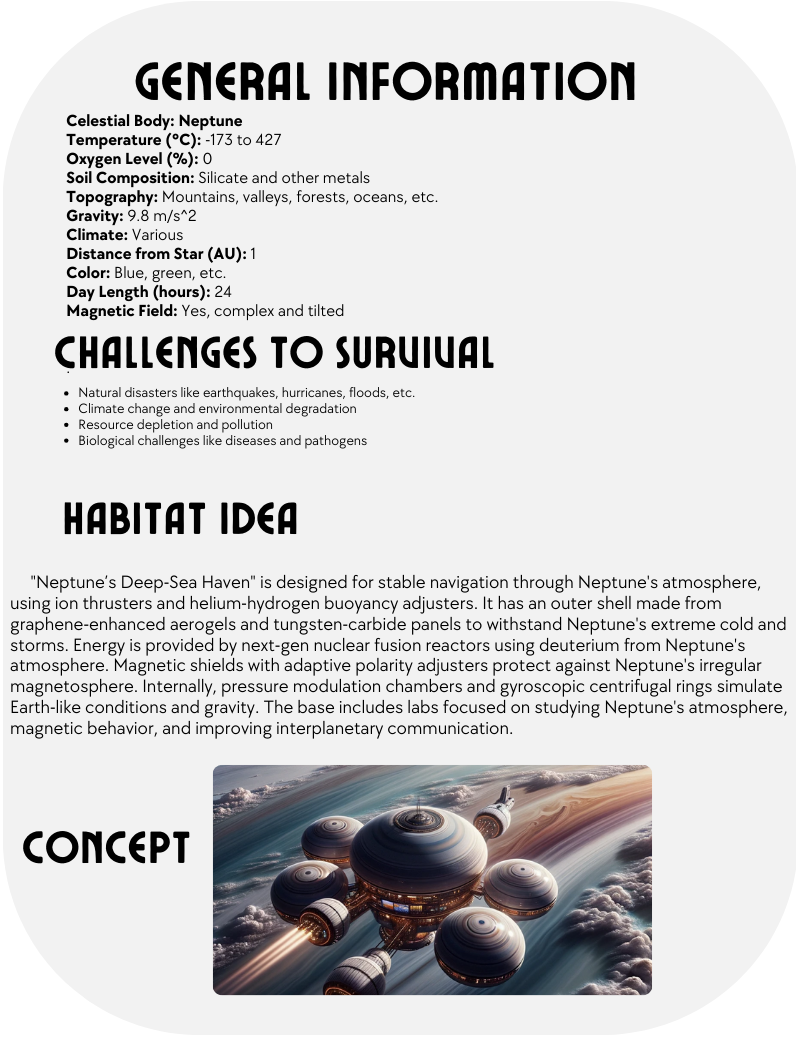 GENERAL INFORMATION
Celestial Body: Neptune
Temperature (°C): -173 to 427
Oxygen Level (%): 0
Soil Composition: Silicate and other metals
Topography: Mountains, valleys, forests, oceans, etc.
Gravity: 9.8 m/s^2
Climate: Various
Distance from Star (AU): 1
Color: Blue, green, etc.
Day Length (hours): 24
Magnetic Field: Yes, complex and tilted
CHALLENGES TO SURVIVAL
• Natural disasters like earthquakes, hurricanes, floods, etc.
• Climate change and environmental degradation
• Resource depletion and pollution
• Biological challenges like diseases and pathogens
HABITAT IDEA
"Neptune's Deep-Sea Haven" is designed for stable navigation through Neptune's atmosphere,
using ion thrusters and helium-hydrogen buoyancy adjusters. It has an outer shell made from
graphene-enhanced aerogels and tungsten-carbide panels to withstand Neptune's extreme cold and
storms. Energy is provided by next-gen nuclear fusion reactors using deuterium from Neptune's
atmosphere. Magnetic shields with adaptive polarity adjusters protect against Neptune's irregular
magnetosphere. Internally, pressure modulation chambers and gyroscopic centrifugal rings simulate
Earth-like conditions and gravity. The base includes labs focused on studying Neptune's atmosphere,
magnetic behavior, and improving interplanetary communication.
CONCEPT